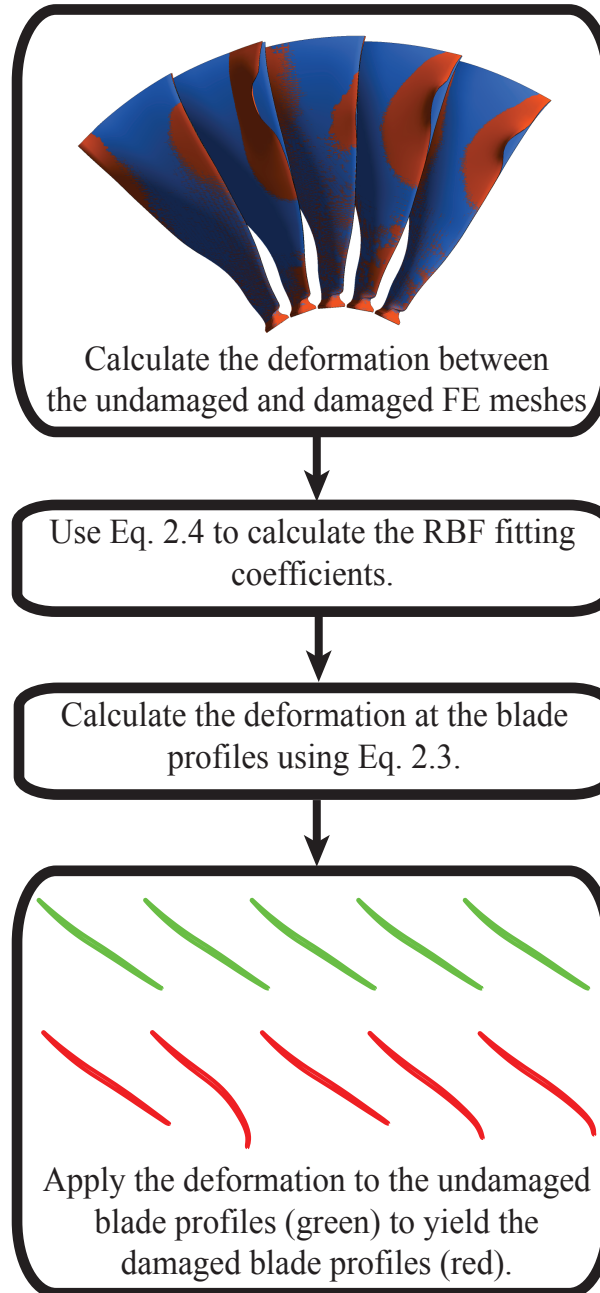 Calculate the deformation between
the undamaged and damaged FE meshes
Use Eq. 2.4 to calculate the RBF fitting
coefficients.
Calculate the deformation at the blade
profiles using Eq. 2.3.
Apply the deformation to the undamaged
blade profiles (green) to yield the
damaged blade profiles (red).